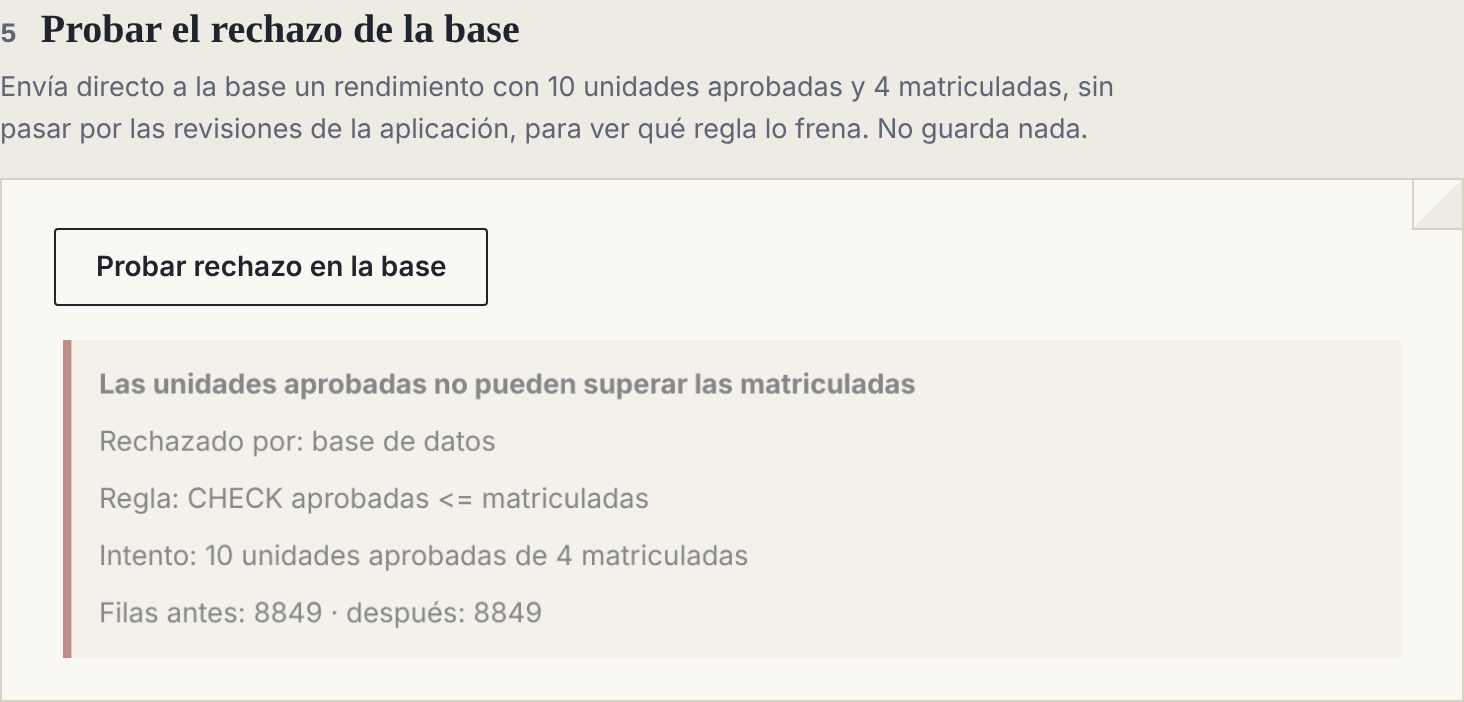 5 Probar el rechazo de la base
Envía directo a la base un rendimiento con 10 unidades aprobadas y 4 matriculadas, sin
pasar por las revisiones de la aplicación, para ver qué regla lo frena. No guarda nada.
Probar rechazo en la base
Las unidades aprobadas no pueden superar las matriculadas
Rechazado por: base de datos
Regla: CHECK aprobadas <= matriculadas
Intento: 10 unidades aprobadas de 4 matriculadas
Filas antes: 8849 · después: 8849